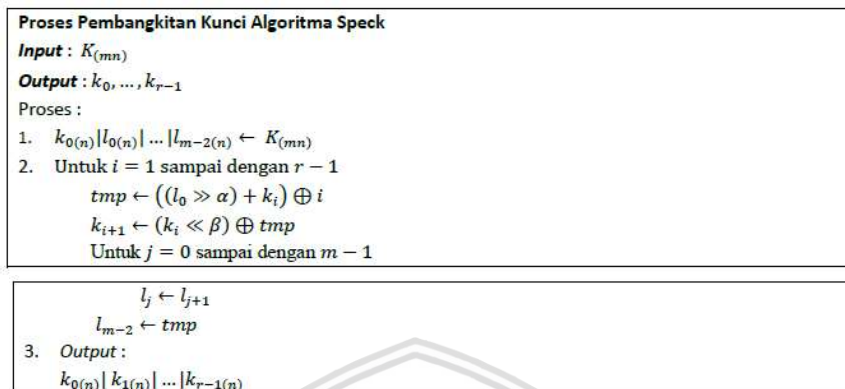 Proses Pembangkitan Kunci Algoritma Speck
Input : K(mn)
Output : k₀, … , kᵣ₋₁
Proses :
1. k₀(n)|l₀(n)| … |lₘ₋₂(n) ← K(mn)
2. Untuk i = 1 sampai dengan r − 1
tmp ← ((l₀ ≫ α) + kᵢ) ⊕ i
kᵢ₊₁ ← (kᵢ ≪ β) ⊕ tmp
Untuk j = 0 sampai dengan m − 1
lⱼ ← lⱼ₊₁
lₘ₋₂ ← tmp
3. Output :
k₀(n)| k₁(n)| … |kᵣ₋₁(n)